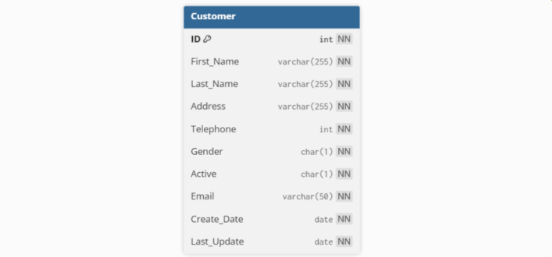 Customer
ID int NN
First_Name varchar(255) NN
Last_Name varchar(255) NN
Address varchar(255) NN
Telephone int NN
Gender char(1) NN
Active char(1) NN
Email varchar(50) NN
Create_Date date NN
Last_Update date NN